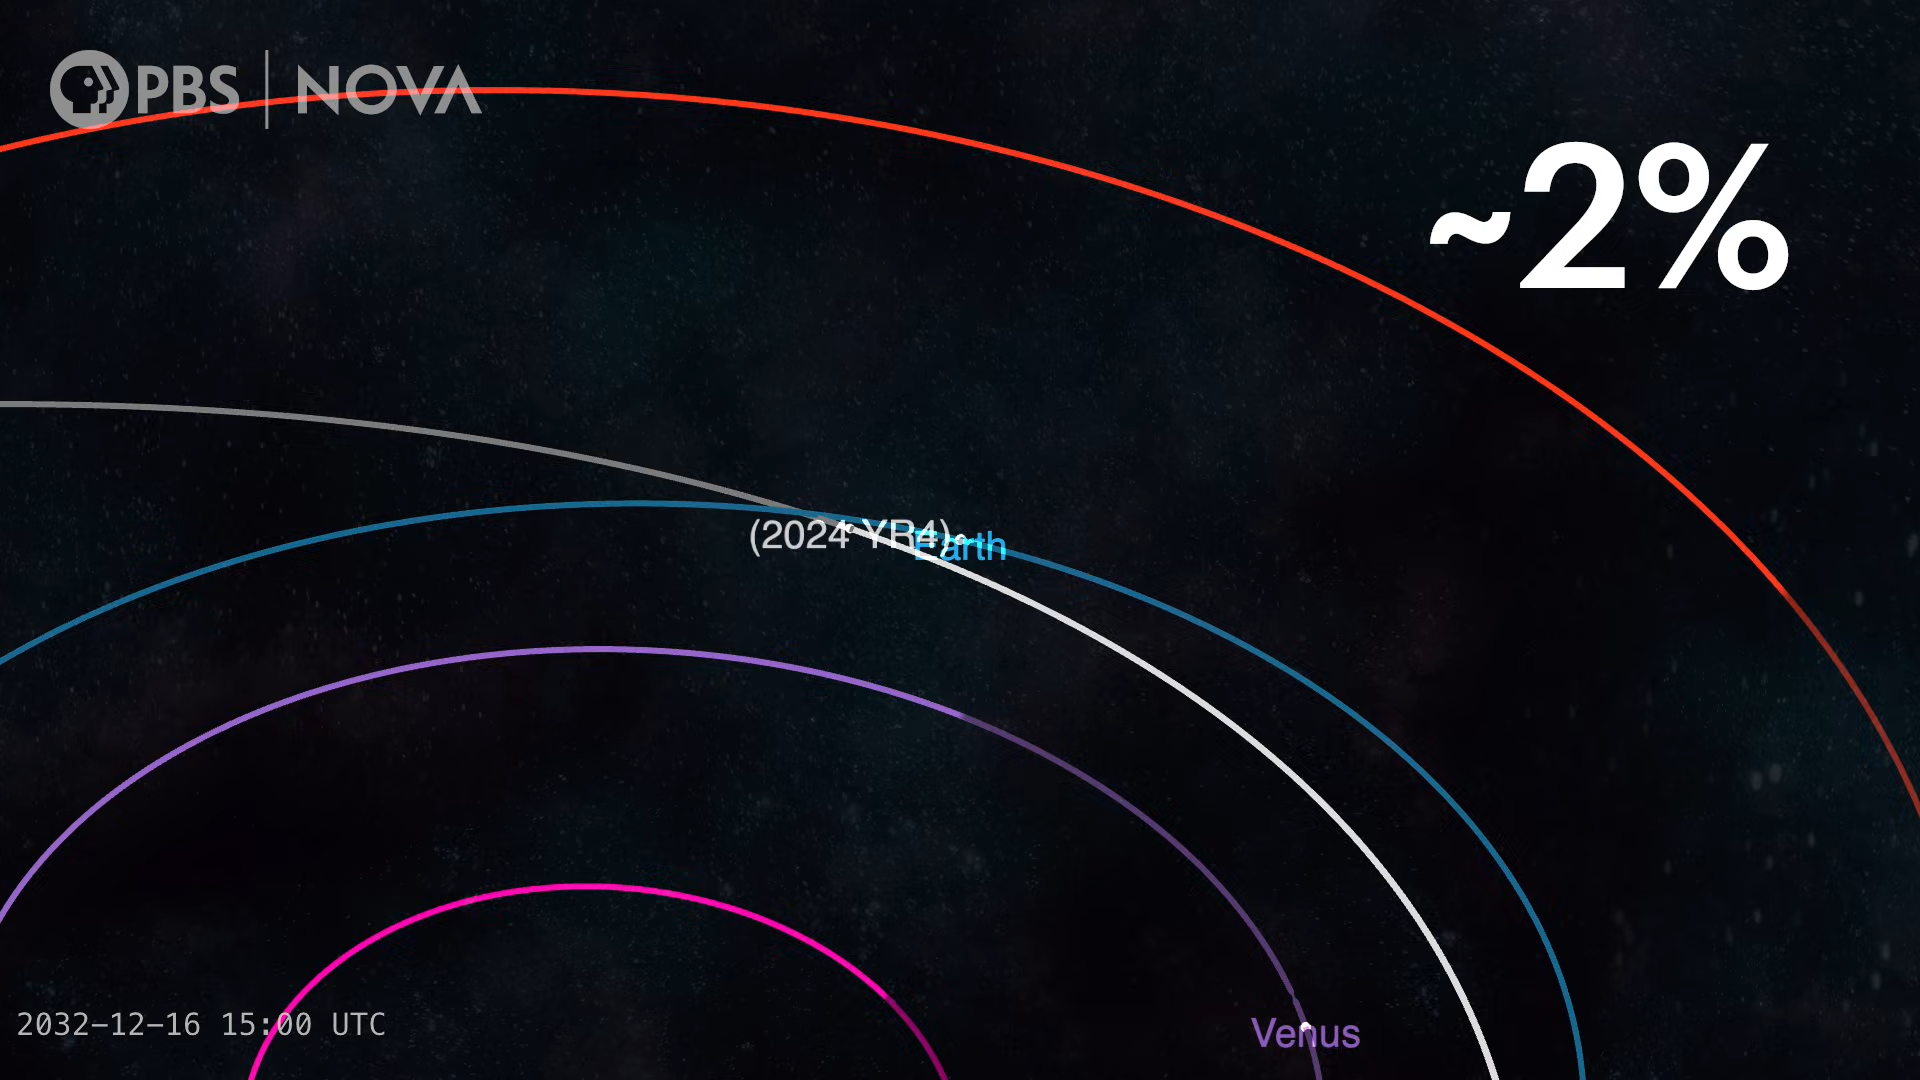 PBS | NOVA
~2%
(2024 YR4)
Earth
Venus
2032-12-16 15:00 UTC